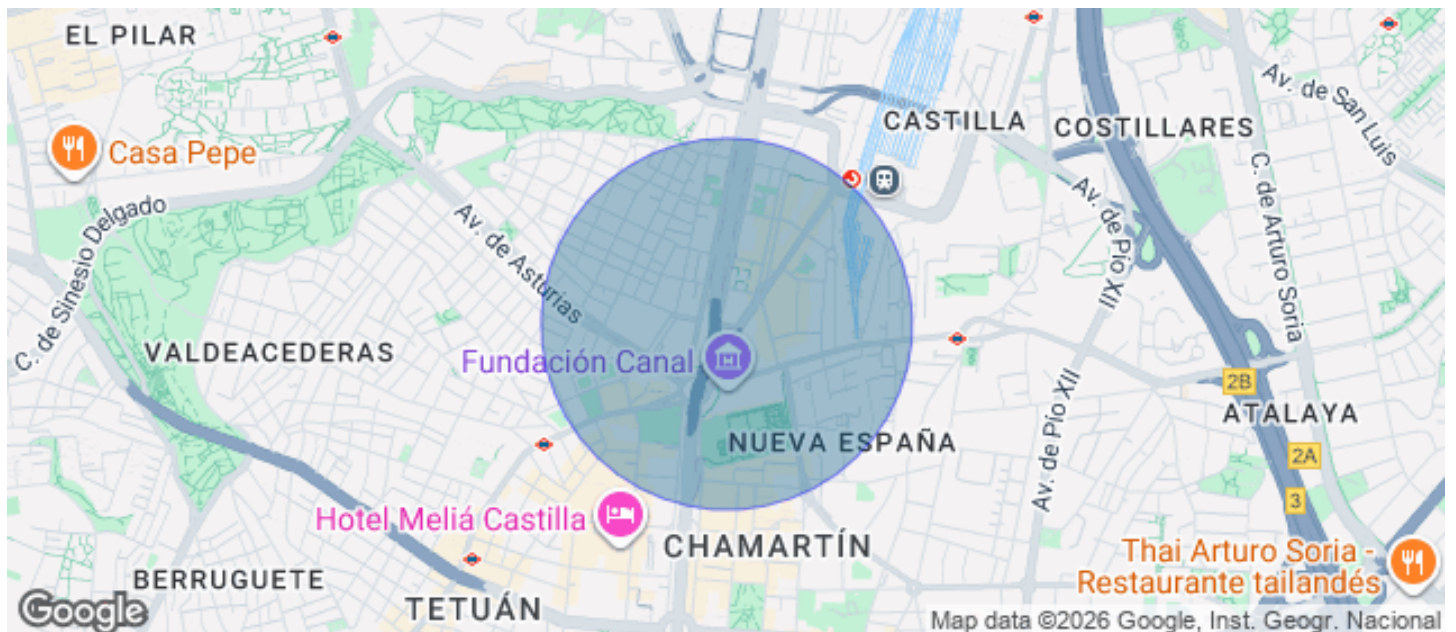 EL PILAR
Casa Pepe
CASTILLA
COSTILLARES
Av. de San Luis
C. de Arturo Soria
Av. de Pío XII
C. de Sinesio Delgado
Av. de Asturias
VALDEACEDERAS
Fundación Canal
2B
ATALAYA
NUEVA ESPAÑA
Av. de Pío XII
2A
3
Hotel Meliá Castilla
CHAMARTÍN
Thai Arturo Soria -
Restaurante tailandés
BERRUGUETE
TETUÁN
Google
Map data ©2026 Google, Inst. Geogr. Nacional